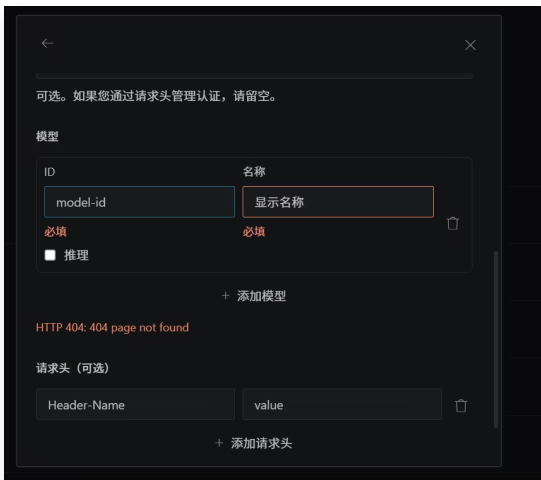 可选。如果您通过请求头管理认证，请留空。
模型
ID 名称
model-id 显示名称
必填 必填
推理
+ 添加模型
HTTP 404: 404 page not found
请求头（可选）
Header-Name value
+ 添加请求头